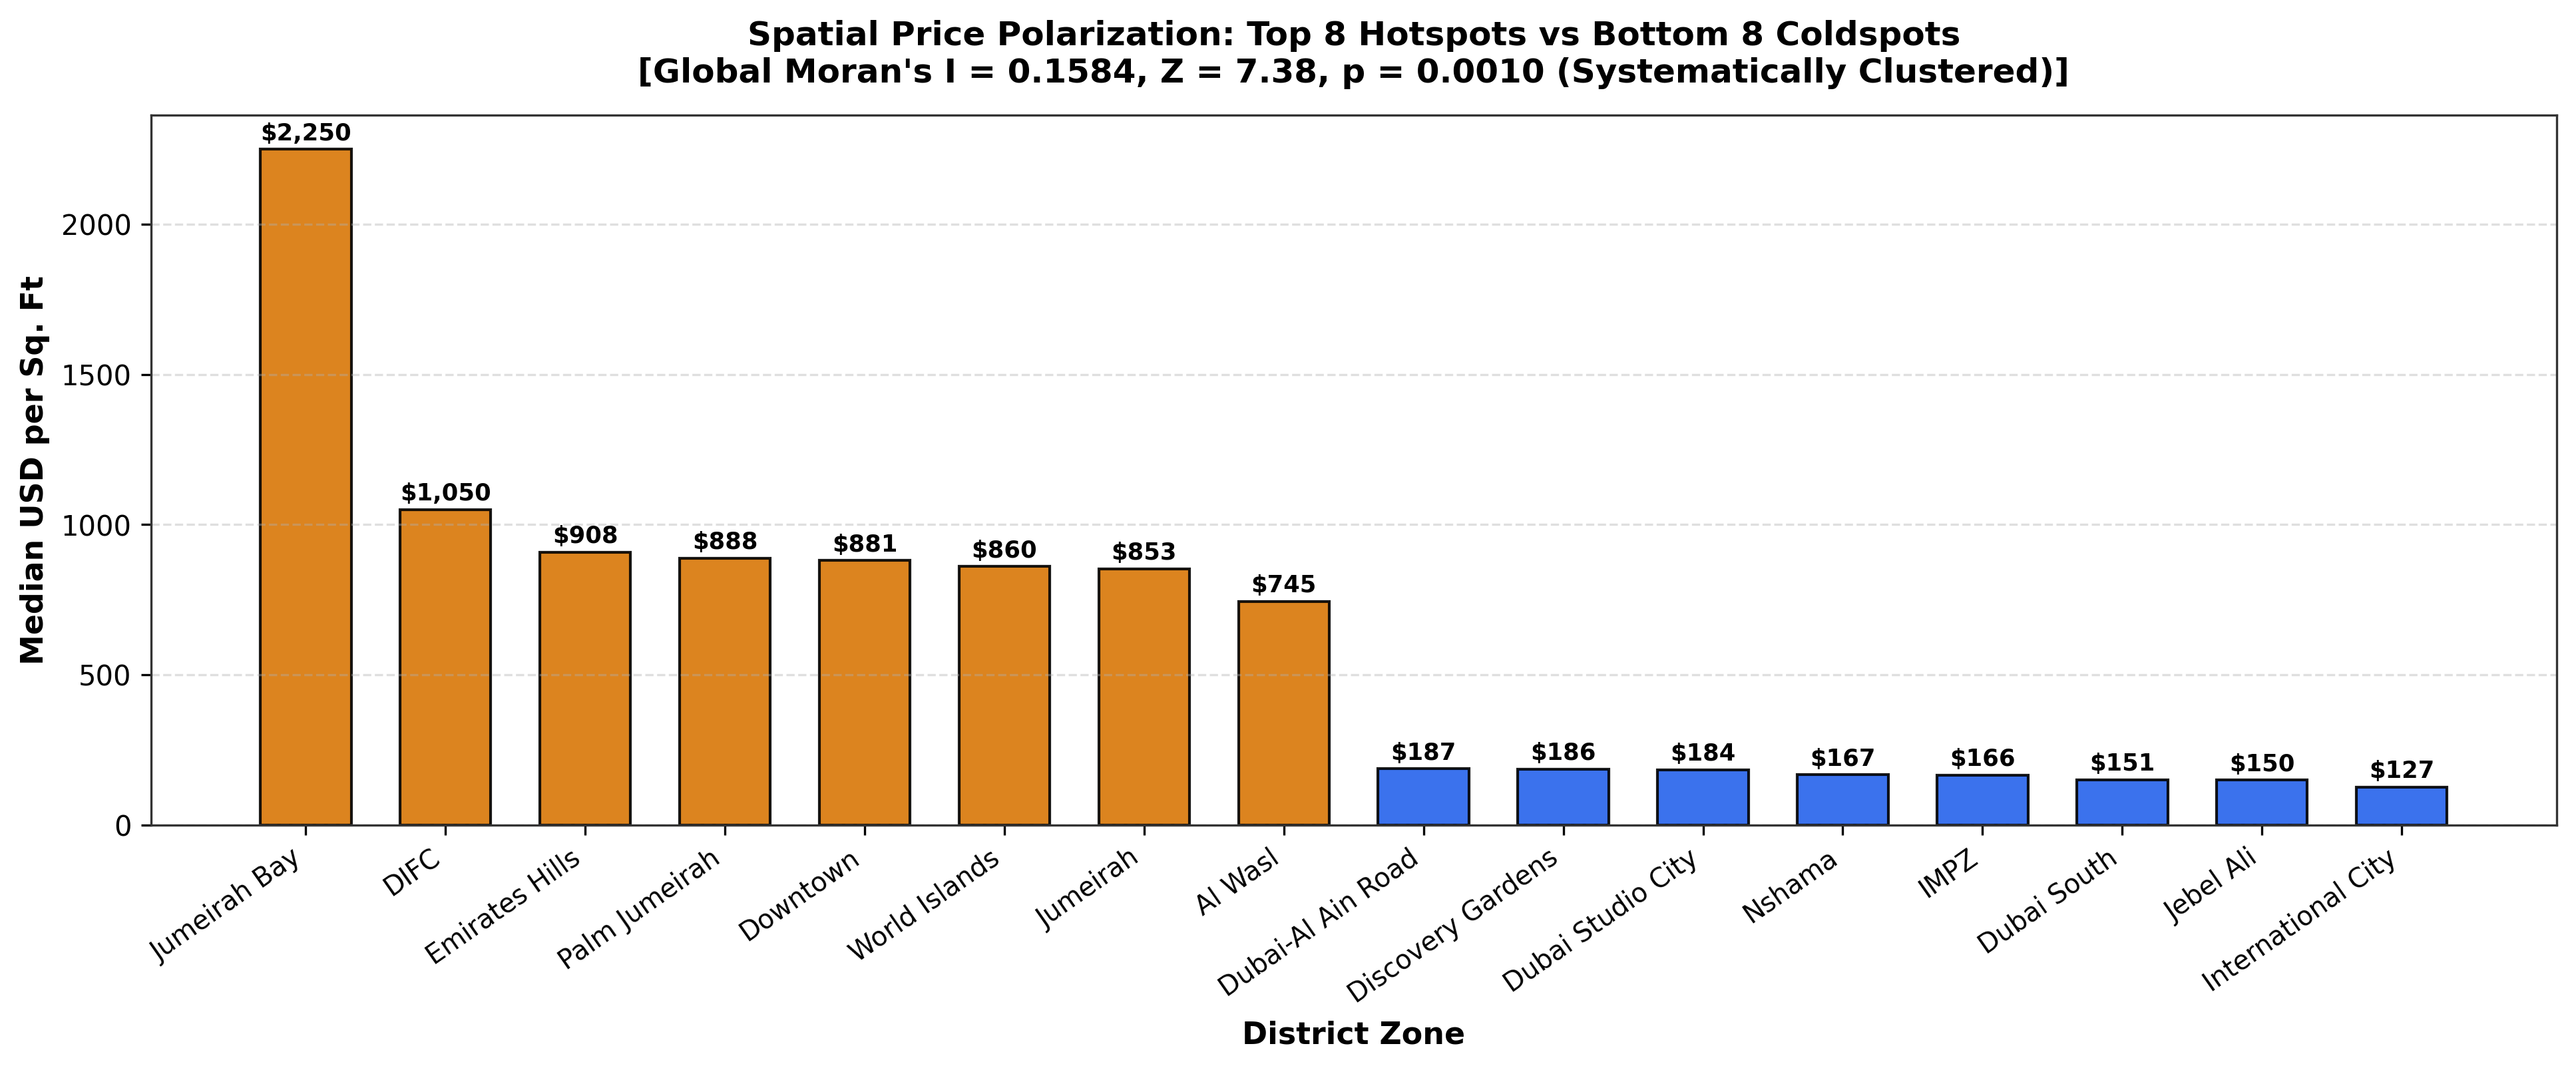 Spatial Price Polarization: Top 8 Hotspots vs Bottom 8 Coldspots
[Global Moran's I = 0.1584, Z = 7.38, p = 0.0010 (Systematically Clustered)]
Median USD per Sq. Ft
2000
1500
1000
500
0
$2,250
$1,050
$908
$888
$881
$860
$853
$745
$187
$186
$184
$167
$166
$151
$150
$127
Jumeirah Bay
DIFC
Emirates Hills
Palm Jumeirah
Downtown
World Islands
Jumeirah
Al Wasl
Dubai-Al Ain Road
Discovery Gardens
Dubai Studio City
Nshama
IMPZ
Dubai South
Jebel Ali
International City
District Zone